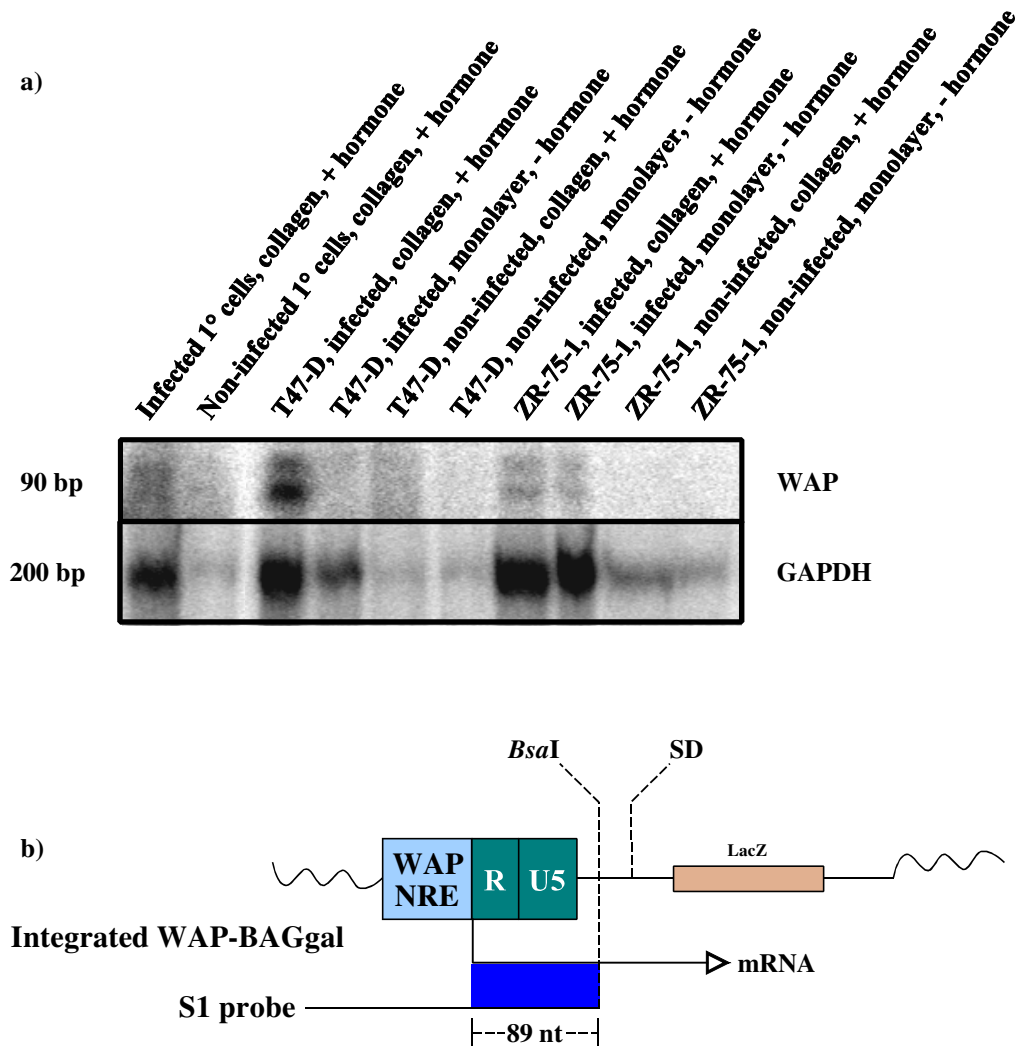 a)
Infected 1° cells, collagen, + hormone
Non-infected 1° cells, collagen, + hormone
T47-D, infected, collagen, + hormone
T47-D, infected, monolayer, - hormone
T47-D, non-infected, collagen, + hormone
T47-D, non-infected, monolayer, - hormone
ZR-75-1, infected, collagen, + hormone
ZR-75-1, infected, monolayer, - hormone
ZR-75-1, non-infected, collagen, + hormone
ZR-75-1, non-infected, monolayer, - hormone
90 bp
WAP
200 bp
GAPDH
BsaI
SD
b)
WAP
NRE
R
U5
LacZ
Integrated WAP-BAGgal
mRNA
S1 probe
89 nt